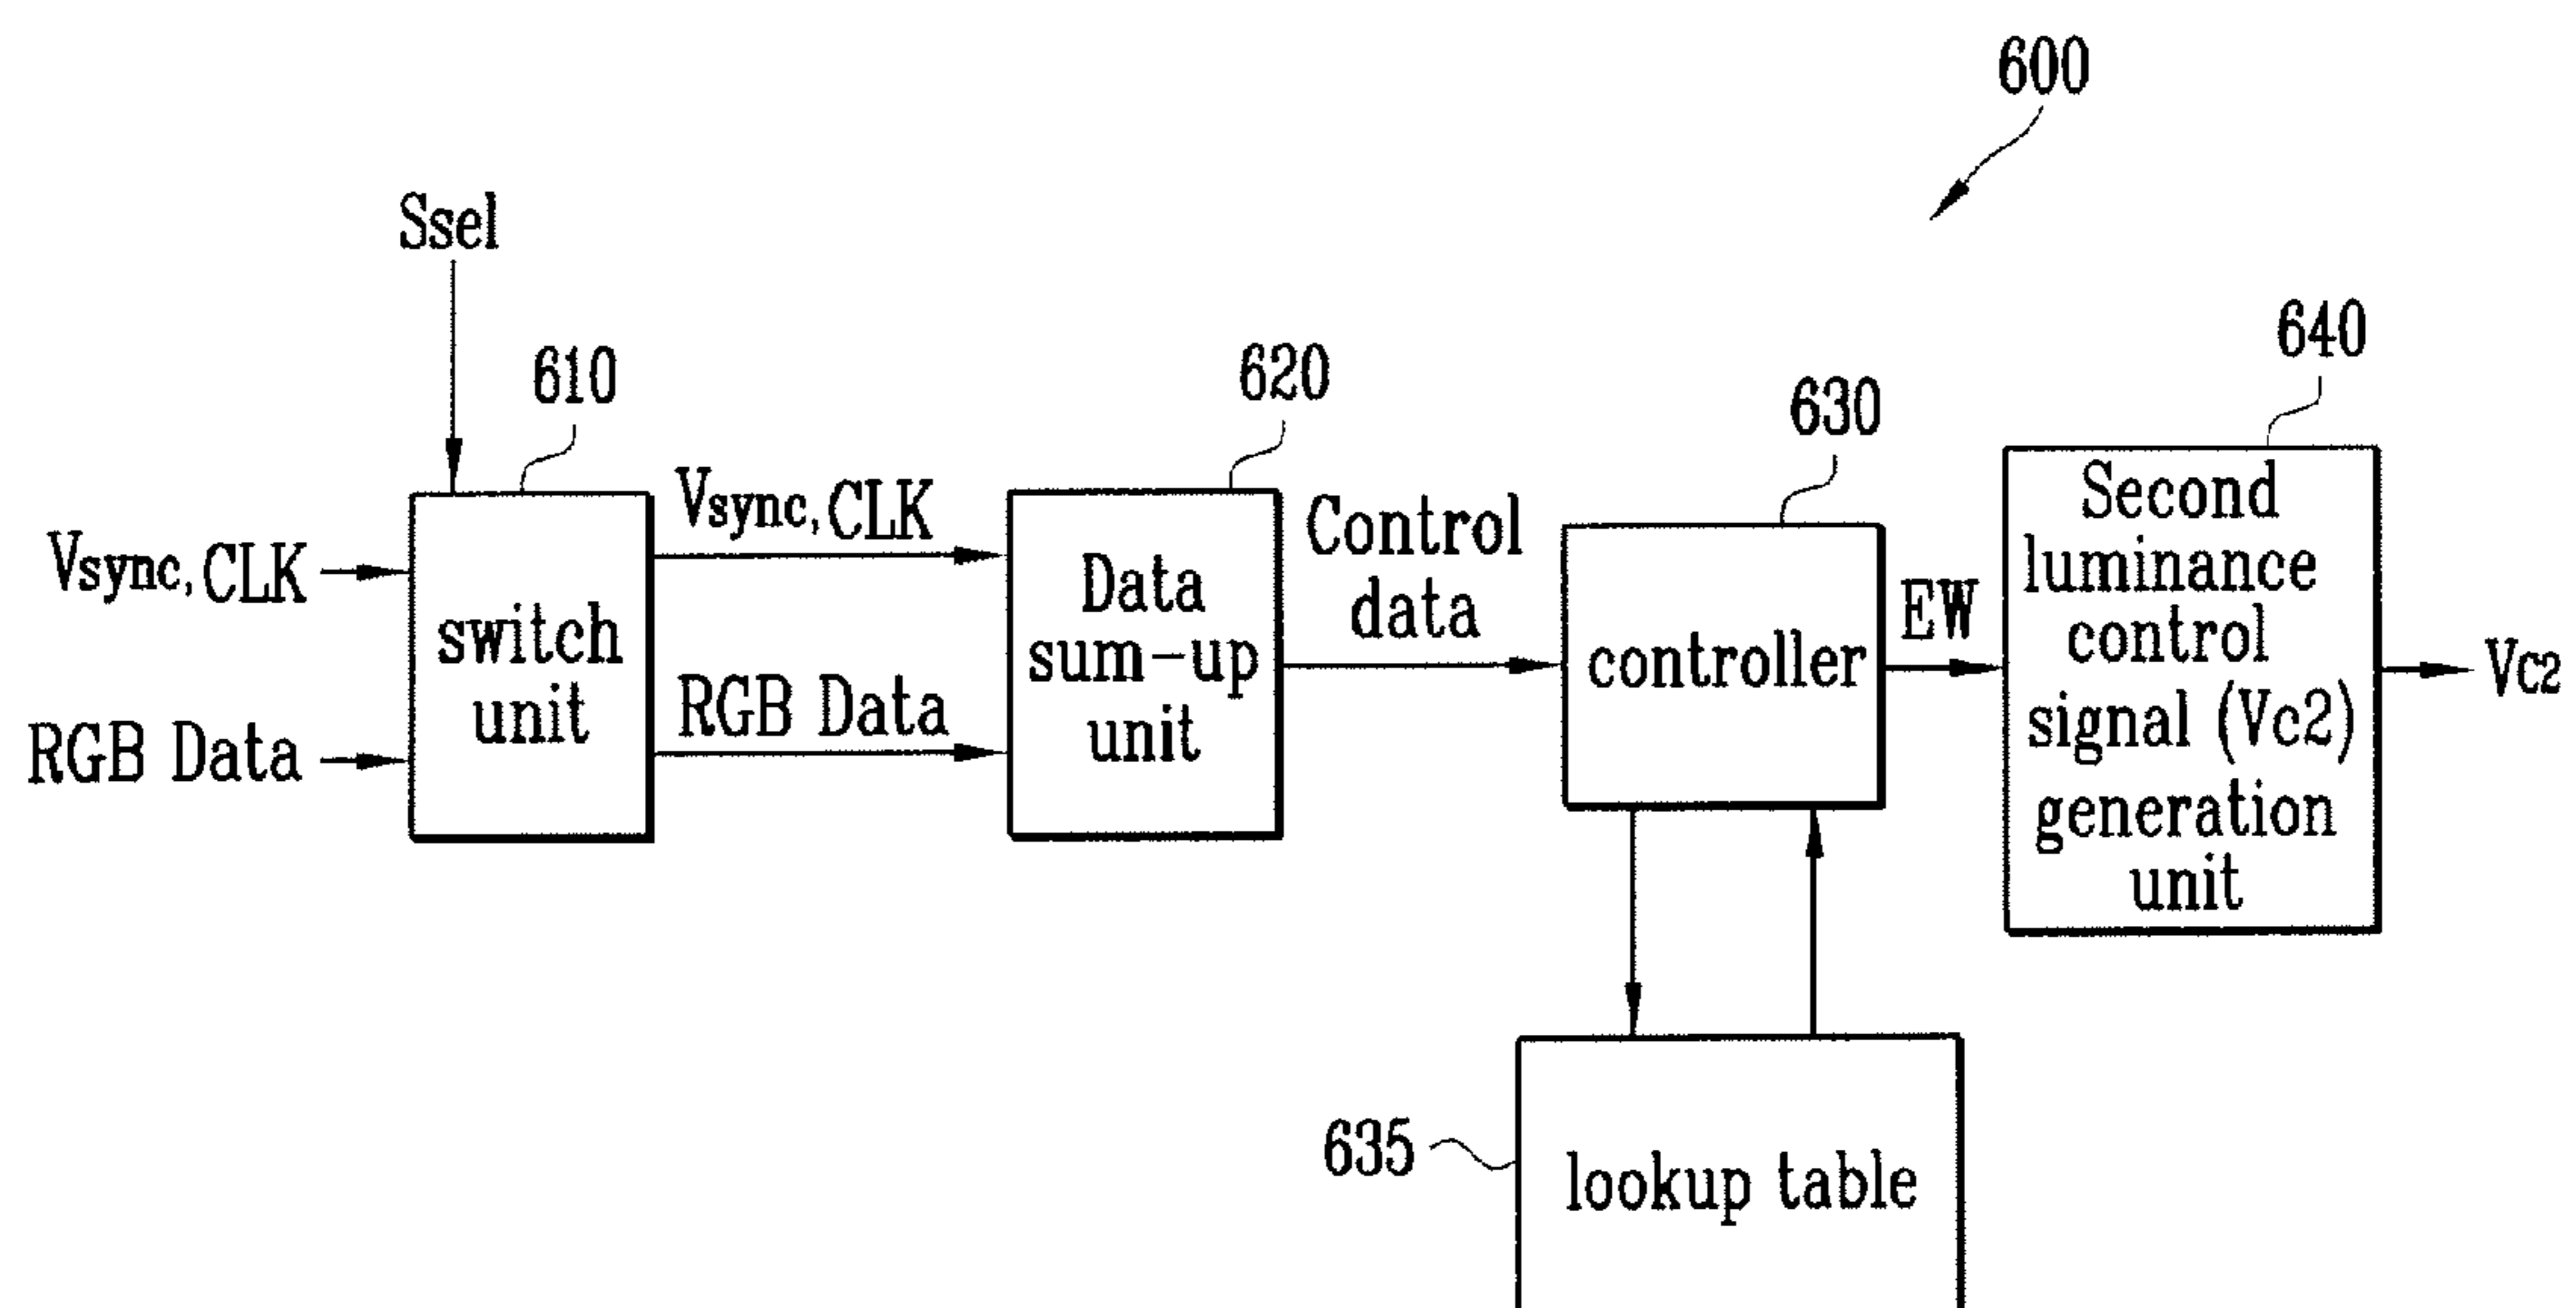 600
Ssel
610
620
630
640
Vsync, CLK
RGB Data
switch
unit
Vsync, CLK
RGB Data
Data
sum-up
unit
Control
data
controller
EW
Second
luminance
control
signal (Vc2)
generation
unit
Vc2
635
lookup table